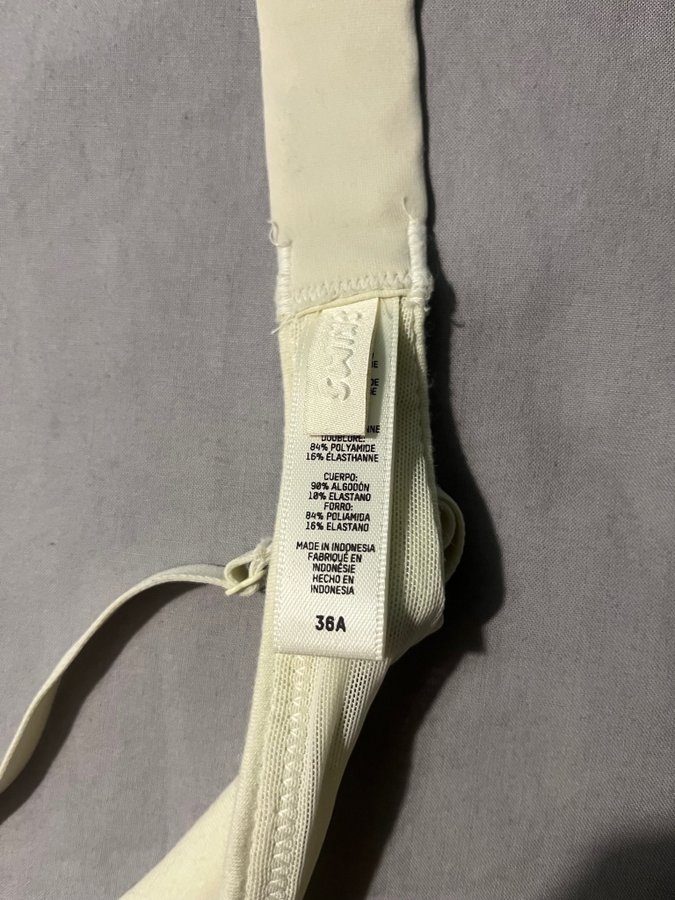 SKIMS
DOUBLURE:
84% POLYAMIDE
16% ÉLASTHANNE
CUERPO:
90% ALGODÓN
10% ELASTANO
FORRO:
84% POLIAMIDA
16% ELASTANO
MADE IN INDONESIA
FABRIQUÉ EN
INDONÉSIE
HECHO EN
INDONESIA
36A